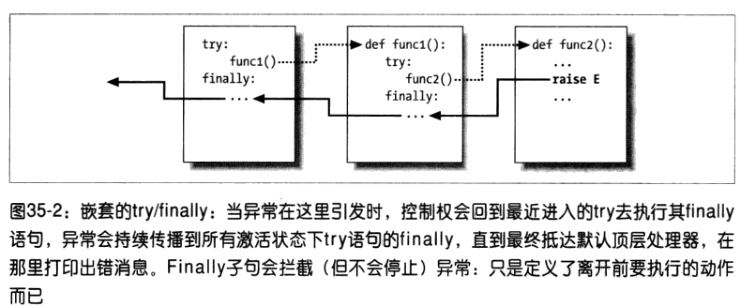 try:
func1()
finally:
...
def func1():
try:
func2()
finally:
...
def func2():
...
raise E
...
图35-2：嵌套的try/finally：当异常在这里引发时，控制权会回到最近进入的try去执行其finally
语句，异常会持续传播到所有激活状态下try语句的finally，直到最终抵达默认顶层处理器，在
那里打印出错消息。Finally子句会拦截（但不会停止）异常：只是定义了离开前要执行的动作
而已